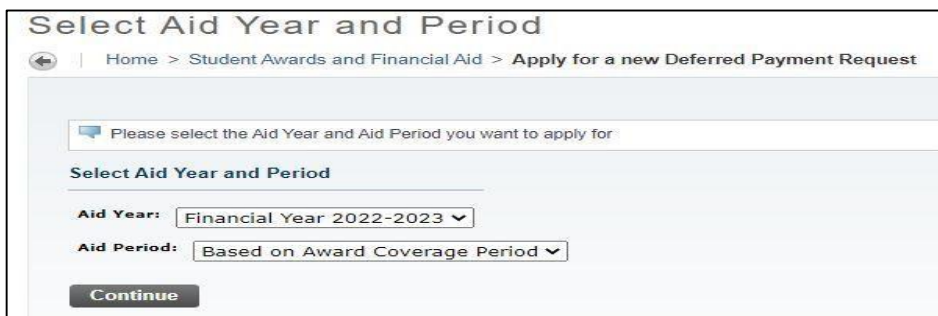 Select Aid Year and Period
Home > Student Awards and Financial Aid > Apply for a new Deferred Payment Request
Please select the Aid Year and Aid Period you want to apply for
Select Aid Year and Period
Aid Year: Financial Year 2022-2023
Aid Period: Based on Award Coverage Period
Continue